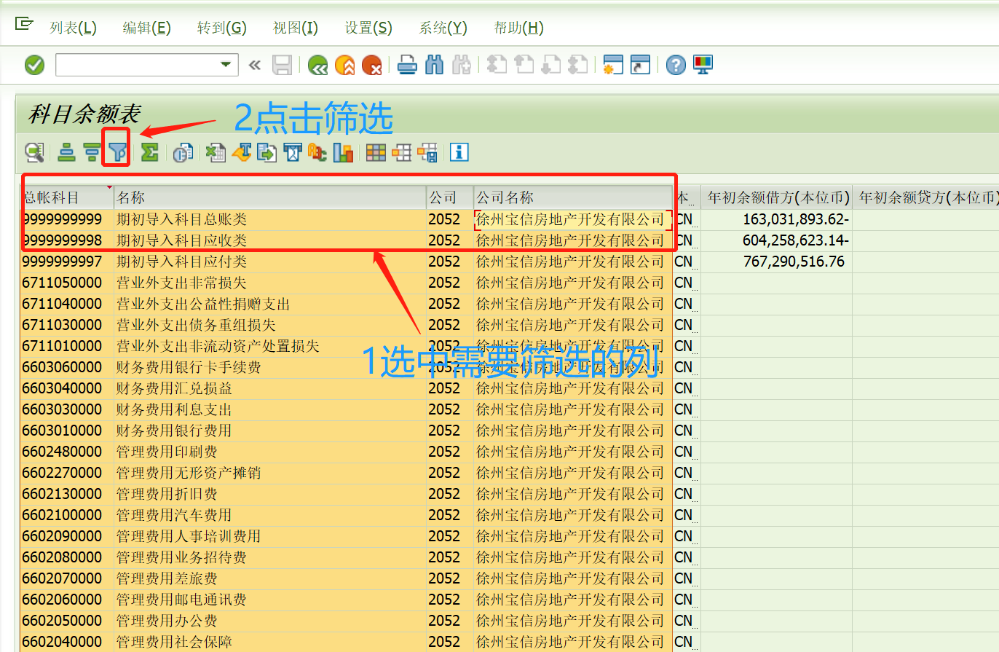 列表(L) 编辑(E) 转到(G) 视图(I) 设置(S) 系统(Y) 帮助(H)
科目余额表
2点击筛选
总帐科目 名称 公司 公司名称 本.. 年初余额借方(本位币) 年初余额贷方(本位币)
9999999999 期初导入科目总账类 2052 徐州宝信房地产开发有限公司 CN.. 163,031,893.62-
9999999998 期初导入科目应收类 2052 徐州宝信房地产开发有限公司 CN.. 604,258,623.14-
9999999997 期初导入科目应付类 2052 徐州宝信房地产开发有限公司 CN.. 767,290,516.76
6711050000 营业外支出非常损失 2052 徐州宝信房地产开发有限公司 CN..
6711040000 营业外支出公益性捐赠支出 2052 徐州宝信房地产开发有限公司 CN..
6711030000 营业外支出债务重组损失 2052 徐州宝信房地产开发有限公司 CN..
6711010000 营业外支出非流动资产处置损失 2052 徐州宝信房地产开发有限公司 CN..
1选中需要筛选的列
6603060000 财务费用银行卡手续费 2052 徐州宝信房地产开发有限公司 CN..
6603040000 财务费用汇兑损益 2052 徐州宝信房地产开发有限公司 CN..
6603030000 财务费用利息支出 2052 徐州宝信房地产开发有限公司 CN..
6603010000 财务费用银行费用 2052 徐州宝信房地产开发有限公司 CN..
6602480000 管理费用印刷费 2052 徐州宝信房地产开发有限公司 CN..
6602270000 管理费用无形资产摊销 2052 徐州宝信房地产开发有限公司 CN..
6602130000 管理费用折旧费 2052 徐州宝信房地产开发有限公司 CN..
6602100000 管理费用汽车费用 2052 徐州宝信房地产开发有限公司 CN..
6602090000 管理费用人事培训费用 2052 徐州宝信房地产开发有限公司 CN..
6602080000 管理费用业务招待费 2052 徐州宝信房地产开发有限公司 CN..
6602070000 管理费用差旅费 2052 徐州宝信房地产开发有限公司 CN..
6602060000 管理费用邮电通讯费 2052 徐州宝信房地产开发有限公司 CN..
6602050000 管理费用办公费 2052 徐州宝信房地产开发有限公司 CN..
6602040000 管理费用社会保障 2052 徐州宝信房地产开发有限公司 CN..